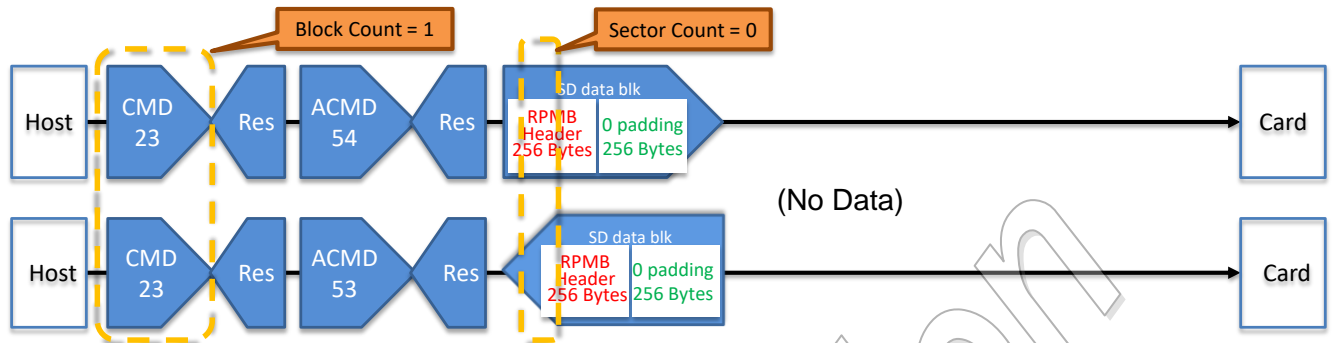 Block Count = 1
Sector Count = 0
Host
CMD
23
Res
ACMD
54
Res
SD data blk
RPMB
Header
256 Bytes
0 padding
256 Bytes
Card
(No Data)
Host
CMD
23
Res
ACMD
53
Res
SD data blk
RPMB
Header
256 Bytes
0 padding
256 Bytes
Card